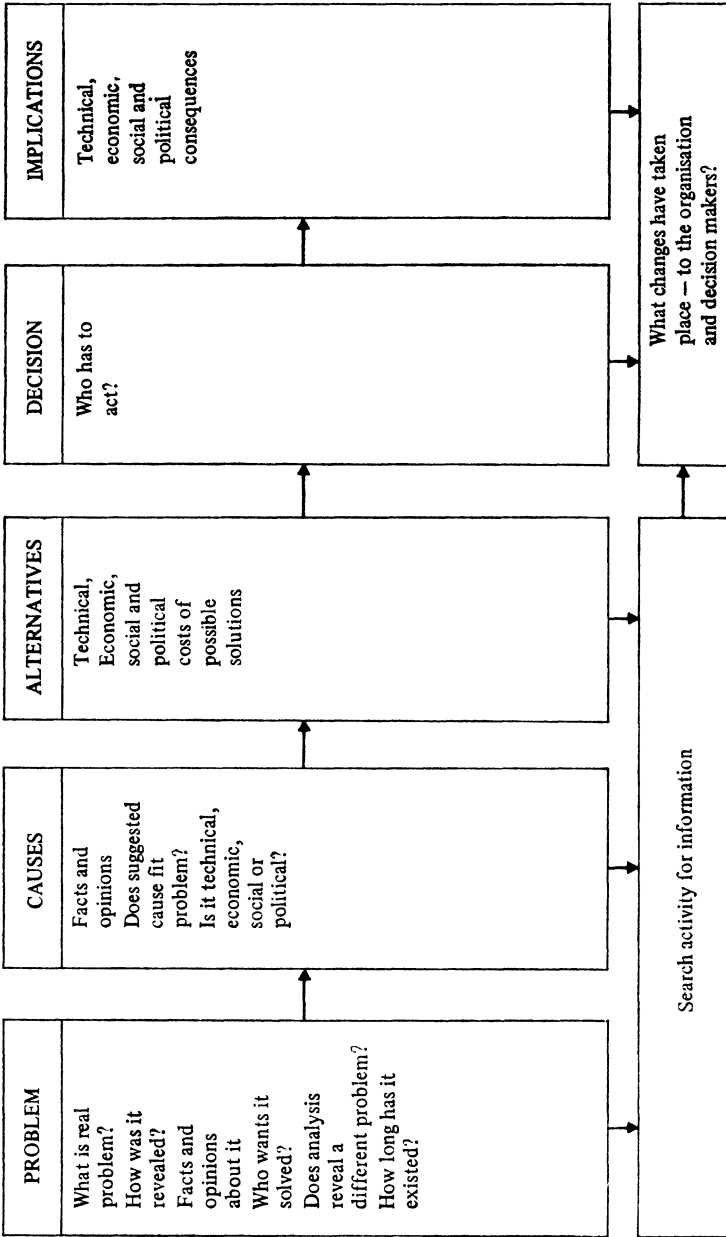 PROBLEM
What is real
problem?
How was it
revealed?
Facts and
opinions
about it
Who wants it
solved?
Does analysis
reveal a
different problem?
How long has it
existed?
CAUSES
Facts and
opinions
Does suggested
cause fit
problem?
Is it technical,
economic,
social or
political?
ALTERNATIVES
Technical,
Economic,
social and
political
costs of
possible
solutions
DECISION
Who has to
act?
IMPLICATIONS
Technical,
economic,
social and
political
consequences
Search activity for information
What changes have taken
place — to the organisation
and decision makers?